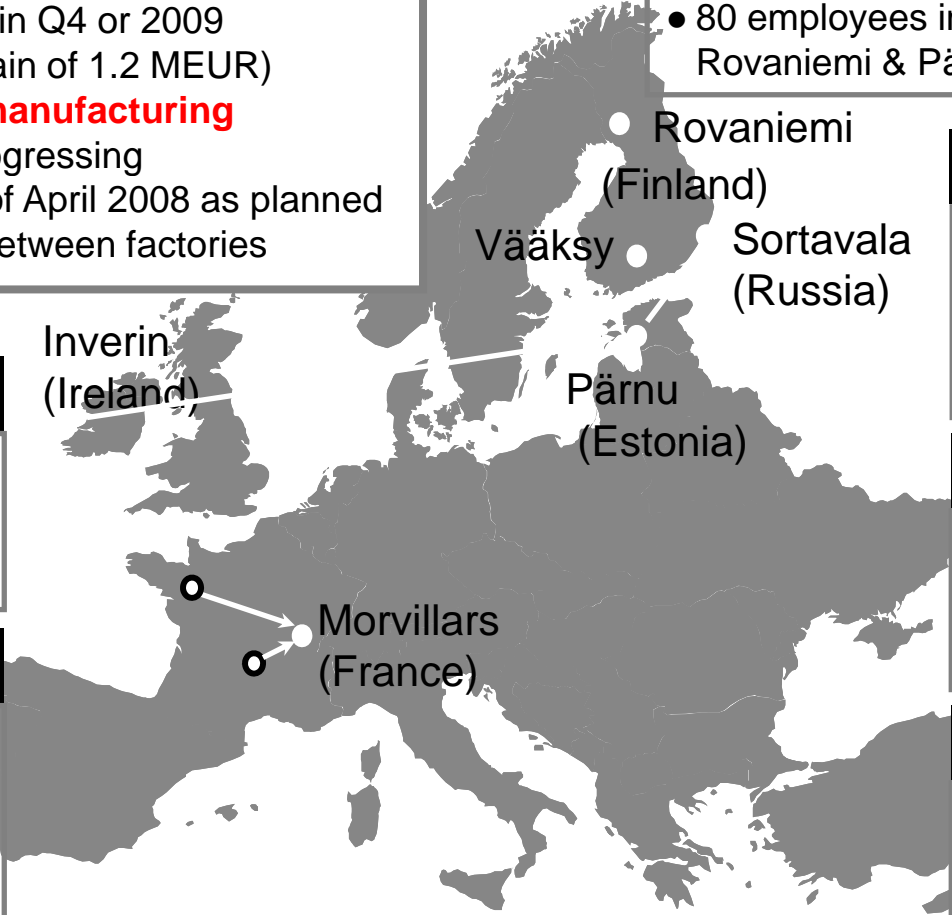 in Q4 or 2009
ain of 1.2 MEUR)
manufacturing
ogressing
of April 2008 as planned
etween factories
● 80 employees in
Rovaniemi & Pä
Rovaniemi
(Finland)
Vääksy
Sortavala
(Russia)
Inverin
(Ireland)
Pärnu
(Estonia)
Morvillars
(France)